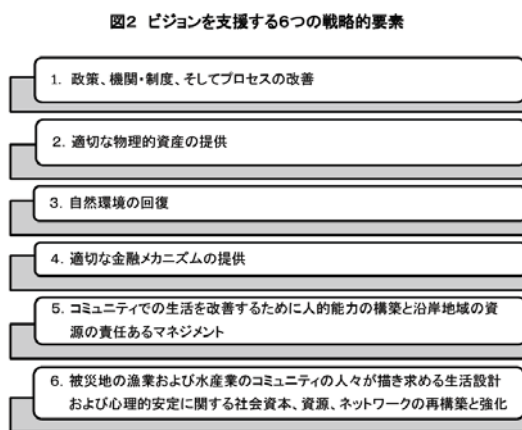 図2 ビジョンを支援する6つの戦略的要素
1. 政策、機関・制度、そしてプロセスの改善
2. 適切な物理的資産の提供
3. 自然環境の回復
4. 適切な金融メカニズムの提供
5. コミュニティでの生活を改善するために人的能力の構築と沿岸地域の資
源の責任あるマネジメント
6. 被災地の漁業および水産業のコミュニティの人々が描き求める生活設計
および心理的安定に関する社会資本、資源、ネットワークの再構築と強化